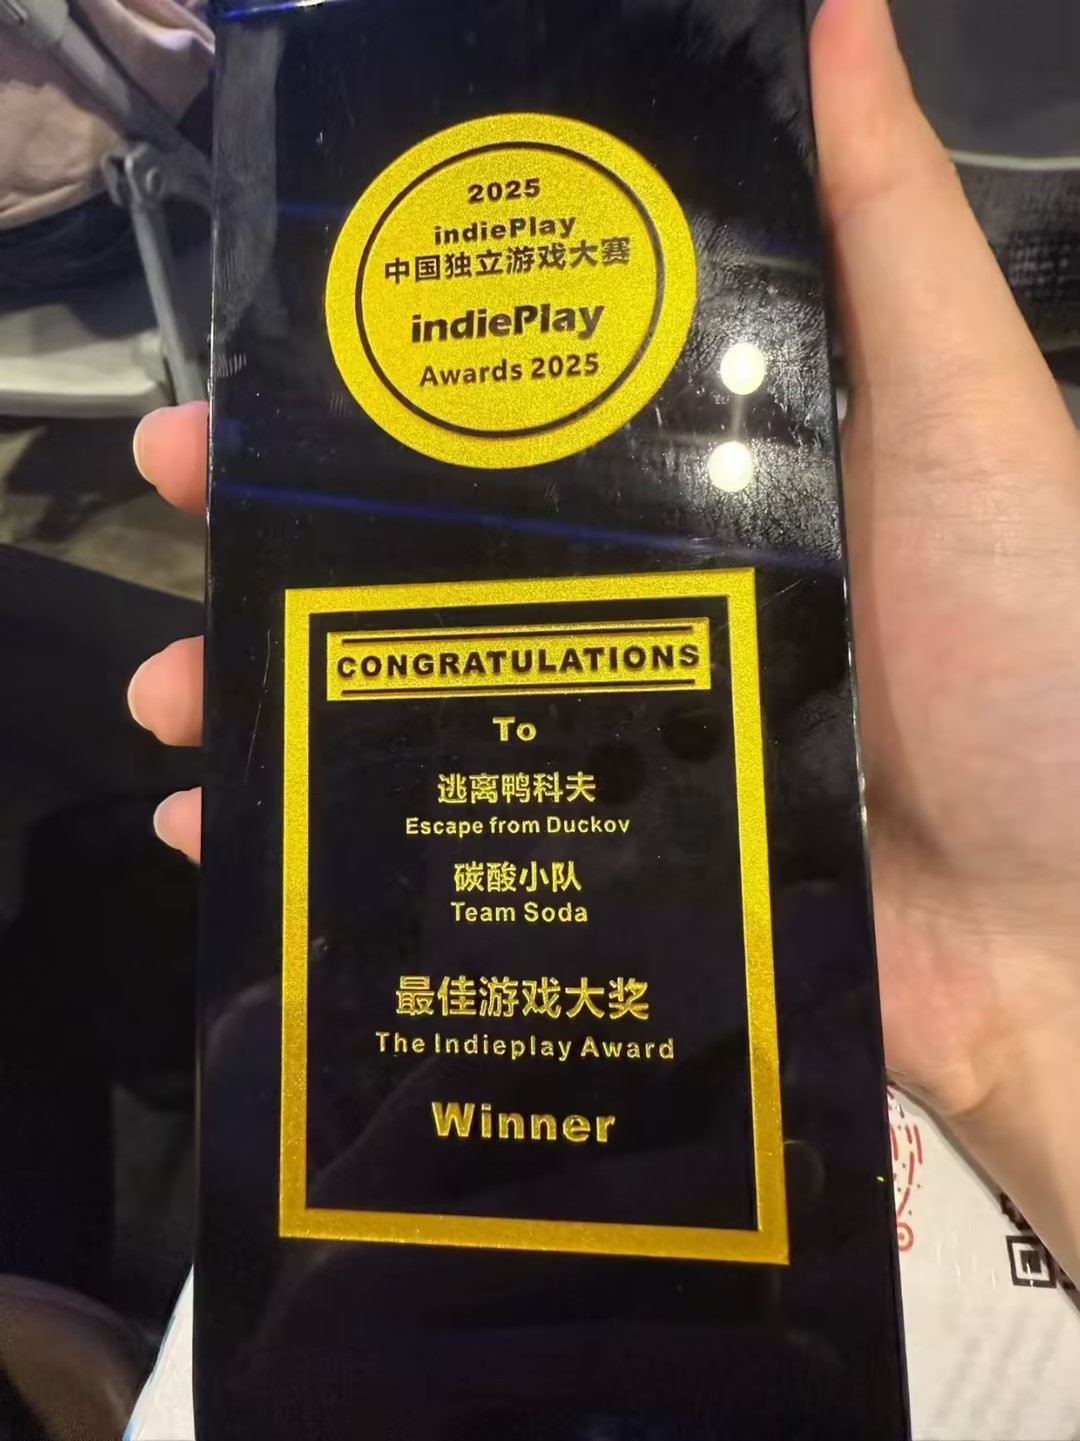 2025
indiePlay
中国独立游戏大赛
indiePlay
Awards 2025
CONGRATULATIONS
To
逃离鸭科夫
Escape from Duckov
碳酸小队
Team Soda
最佳游戏大奖
The Indieplay Award
Winner